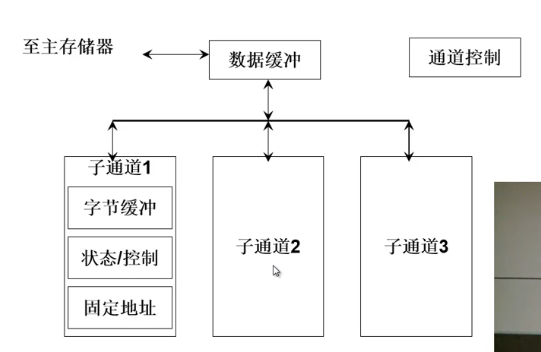 至主存储器
数据缓冲
通道控制
子通道1
字节缓冲
状态/控制
固定地址
子通道2
子通道3